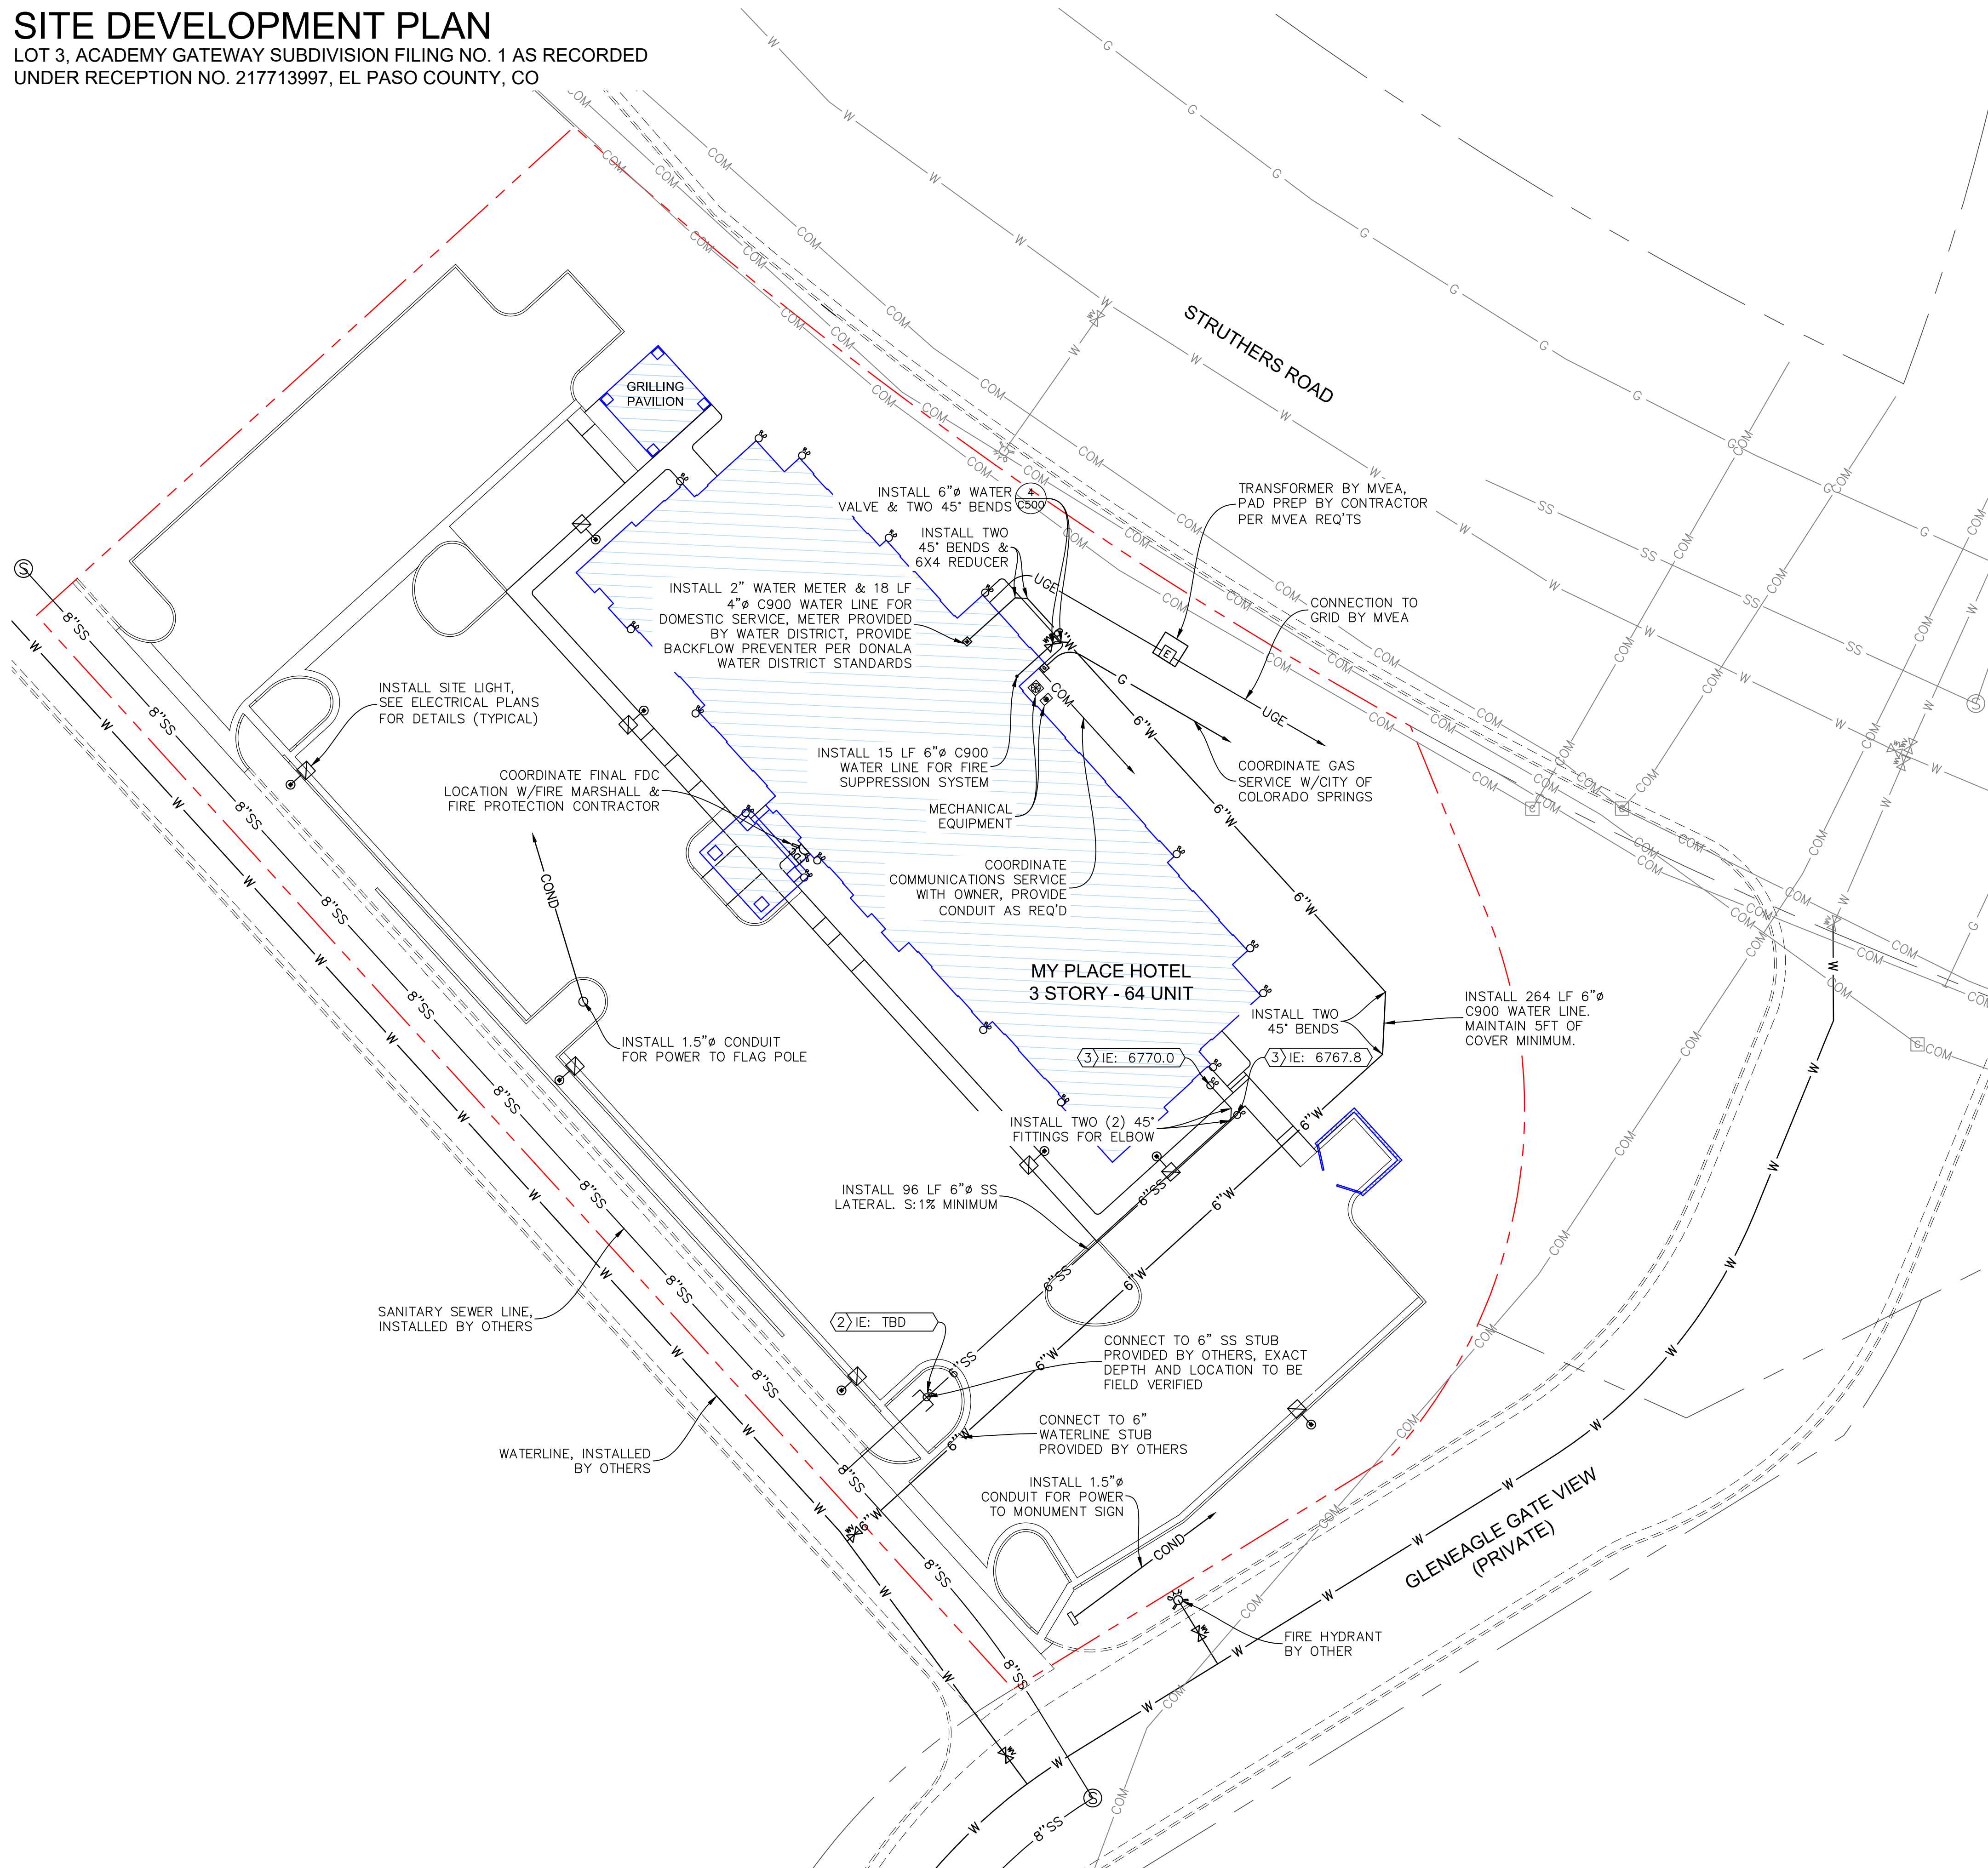 SITE DEVELOPMENT PLAN
LOT 3, ACADEMY GATEWAY SUBDIVISION FILING NO. 1 AS RECORDED
UNDER RECEPTION NO. 217713997, EL PASO COUNTY, CO
STRUTHERS ROAD
GRILLING
PAVILION
INSTALL 6"ø WATER
VALVE & TWO 45° BENDS
4
C500
TRANSFORMER BY MVEA,
PAD PREP BY CONTRACTOR
PER MVEA REQ'TS
INSTALL TWO
45° BENDS &
6X4 REDUCER
INSTALL 2" WATER METER & 18 LF
4"ø C900 WATER LINE FOR
DOMESTIC SERVICE, METER PROVIDED
BY WATER DISTRICT, PROVIDE
BACKFLOW PREVENTER PER DONALA
WATER DISTRICT STANDARDS
UGE
E
CONNECTION TO
GRID BY MVEA
UGE
G
COM
INSTALL SITE LIGHT,
SEE ELECTRICAL PLANS
FOR DETAILS (TYPICAL)
COORDINATE FINAL FDC
LOCATION W/FIRE MARSHALL &
FIRE PROTECTION CONTRACTOR
INSTALL 15 LF 6"ø C900
WATER LINE FOR FIRE
SUPPRESSION SYSTEM
MECHANICAL
EQUIPMENT
COORDINATE GAS
SERVICE W/CITY OF
COLORADO SPRINGS
COORDINATE
COMMUNICATIONS SERVICE
WITH OWNER, PROVIDE
CONDUIT AS REQ'D
COND
MY PLACE HOTEL
3 STORY - 64 UNIT
INSTALL TWO
45° BENDS
INSTALL 264 LF 6"ø
C900 WATER LINE.
MAINTAIN 5FT OF
COVER MINIMUM.
INSTALL 1.5"ø CONDUIT
FOR POWER TO FLAG POLE
3 IE: 6770.0
3 IE: 6767.8
INSTALL TWO (2) 45°
FITTINGS FOR ELBOW
INSTALL 96 LF 6"ø SS
LATERAL. S:1% MINIMUM
6"W
6"SS
8"SS
SANITARY SEWER LINE,
INSTALLED BY OTHERS
2 IE: TBD
CONNECT TO 6" SS STUB
PROVIDED BY OTHERS, EXACT
DEPTH AND LOCATION TO BE
FIELD VERIFIED
CONNECT TO 6"
WATERLINE STUB
PROVIDED BY OTHERS
WATERLINE, INSTALLED
BY OTHERS
INSTALL 1.5"ø
CONDUIT FOR POWER
TO MONUMENT SIGN
COND
GLENEAGLE GATE VIEW
(PRIVATE)
FIRE HYDRANT
BY OTHER
W
SS
S